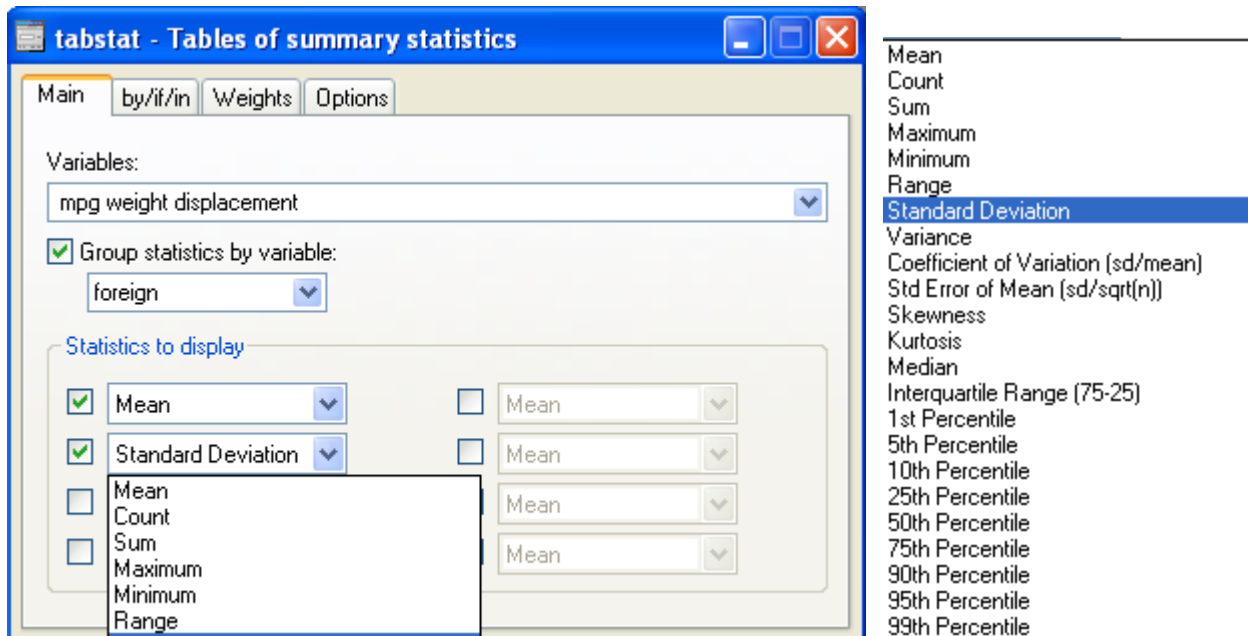 tabstat - Tables of summary statistics
Main by/if/in Weights Options
Variables:
mpg weight displacement
Group statistics by variable:
foreign
Statistics to display
Mean Mean
Standard Deviation Mean
Mean
Mean
Mean
Count
Sum
Maximum
Minimum
Range
Mean
Count
Sum
Maximum
Minimum
Range
Standard Deviation
Variance
Coefficient of Variation (sd/mean)
Std Error of Mean (sd/sqrt(n))
Skewness
Kurtosis
Median
Interquartile Range (75-25)
1st Percentile
5th Percentile
10th Percentile
25th Percentile
50th Percentile
75th Percentile
90th Percentile
95th Percentile
99th Percentile